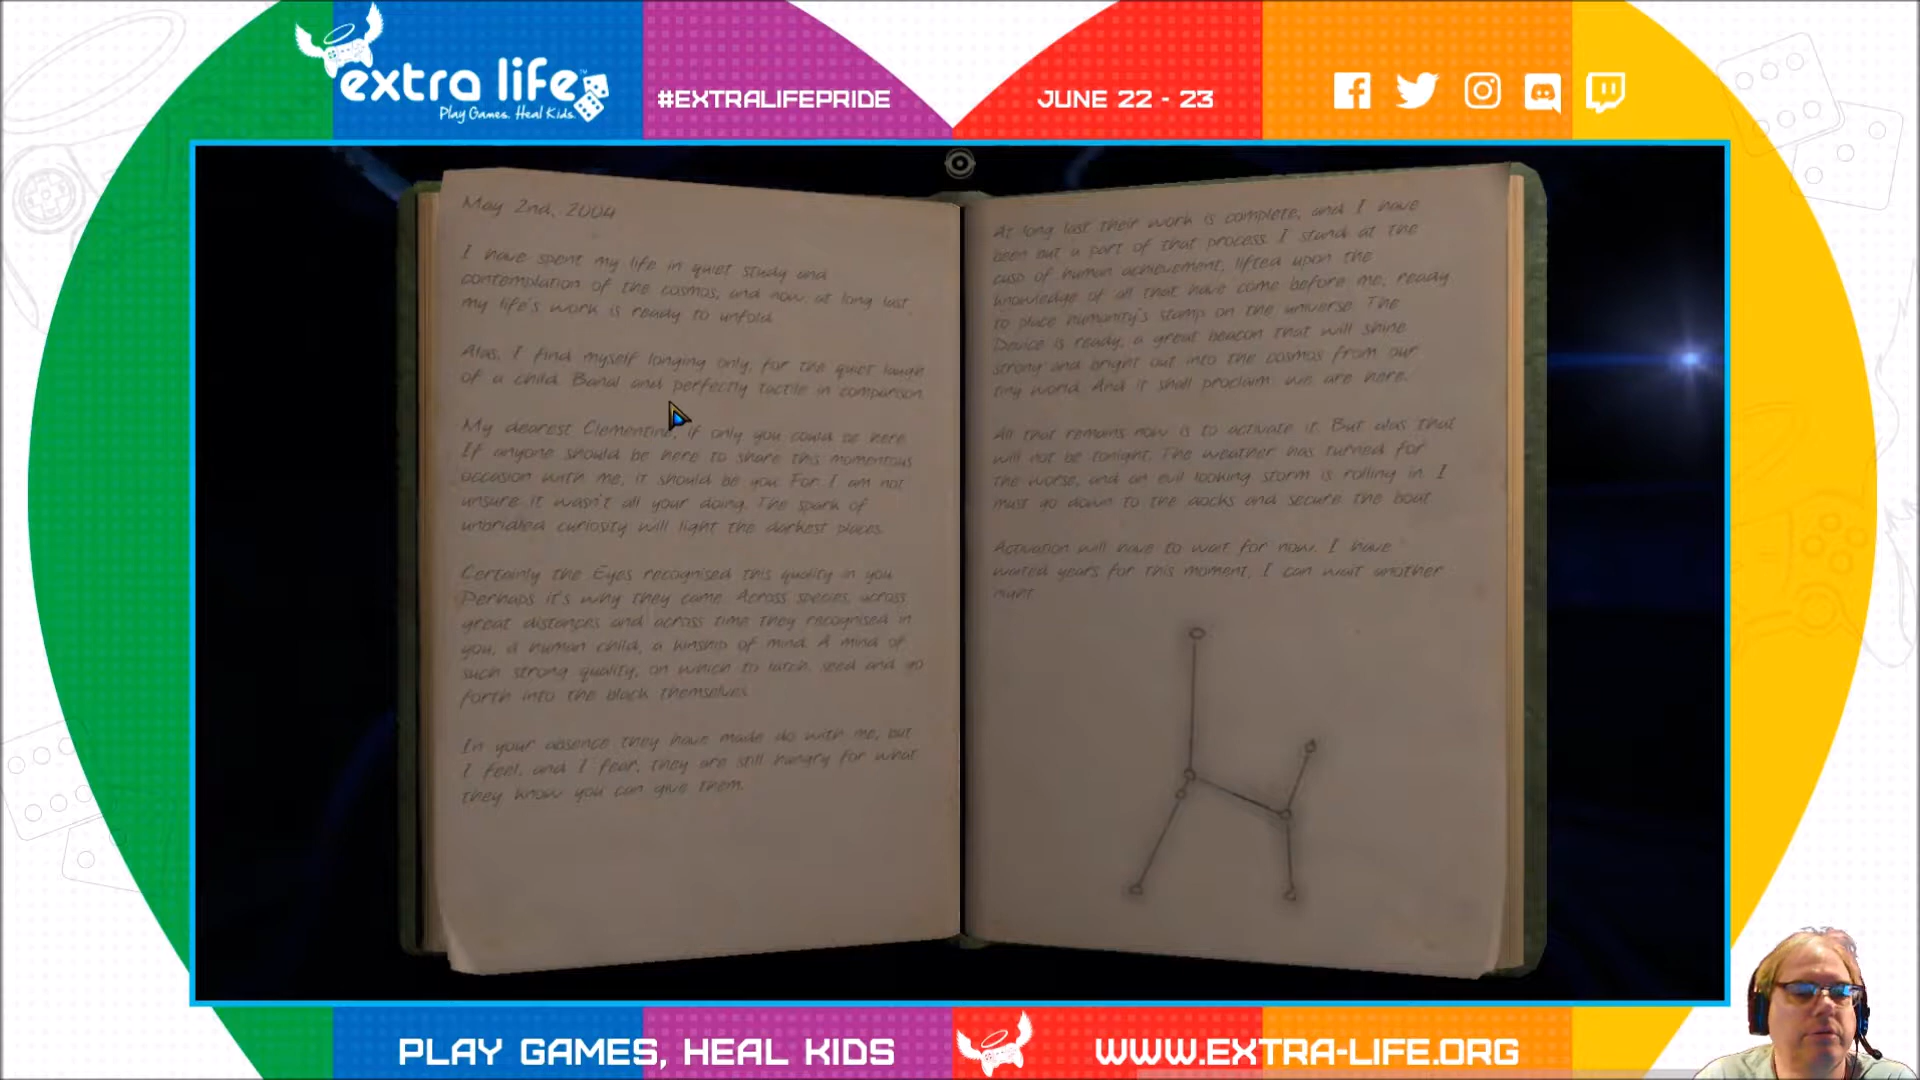 extra life
Play Games. Heal Kids.
#EXTRALIFEPRIDE
JUNE 22 - 23
May 2nd, 2004
I have spent my life in quiet study and
contemplation of the cosmos, and now, at long last,
my life's work is ready to unfold.
Alas, I find myself longing only, for the quiet laugh
of a child. Banal and perfectly tactile in comparison.
My dearest Clementine, if only you could be here.
If anyone should be here to share this momentous
occasion with me, it should be you. For I am not
unsure it wasn't all your doing. The spark of
unbridled curiosity will light the darkest places.
Certainly the Eyes recognised this quality in you.
Perhaps it's why they came. Across species, across
great distances and across time they recognised in
you, a human child, a kinship of mind. A mind of
such strong quality, on which to latch, seed and go
forth into the black themselves.
In your absence they have made do with me, but
I feel, and I fear, they are still hungry for what
they know you can give them.
At long last their work is complete, and I have
been but a part of that process. I stand at the
cusp of human achievement, lifted upon the
knowledge of all that have come before me, ready
to place humanity's stamp on the universe. The
Device is ready, a great beacon that will shine
strong and bright out into the cosmos from our
tiny world. And it shall proclaim: we are here.
All that remains now is to activate it. But alas that
will not be tonight. The weather has turned for
the worse, and an evil looking storm is rolling in. I
must go down to the docks and secure the boat.
Activation will have to wait for now. I have
waited years for this moment, I can wait another
night.
PLAY GAMES, HEAL KIDS
WWW.EXTRA-LIFE.ORG